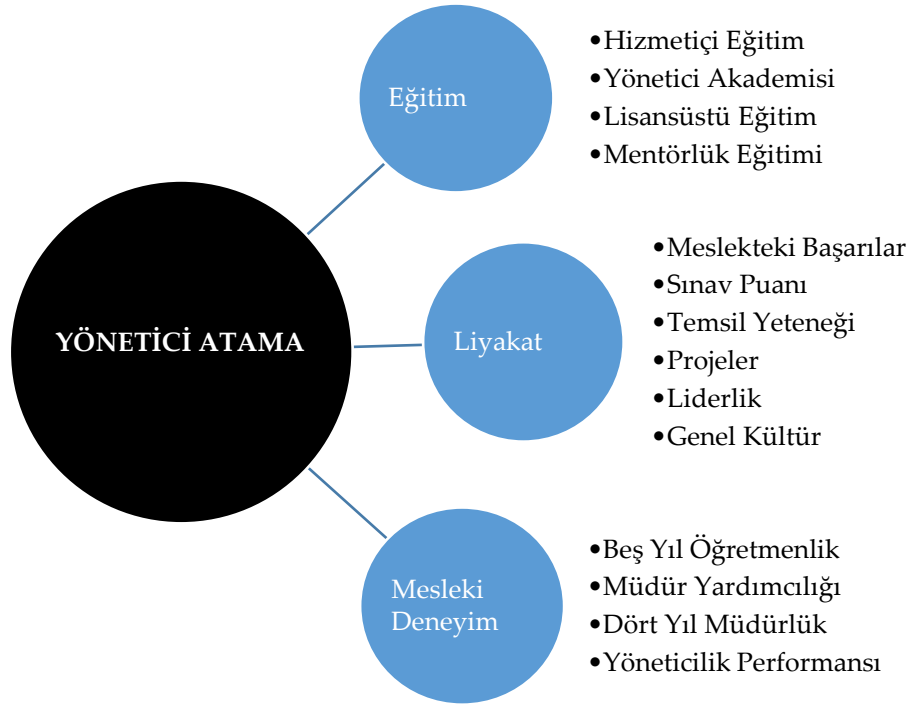 YÖNETİCİ ATAMA
Eğitim
•Hizmetiçi Eğitim
•Yönetici Akademisi
•Lisansüstü Eğitim
•Mentörlük Eğitimi
Liyakat
•Meslekteki Başarılar
•Sınav Puanı
•Temsil Yeteneği
•Projeler
•Liderlik
•Genel Kültür
Mesleki
Deneyim
•Beş Yıl Öğretmenlik
•Müdür Yardımcılığı
•Dört Yıl Müdürlük
•Yöneticilik Performansı